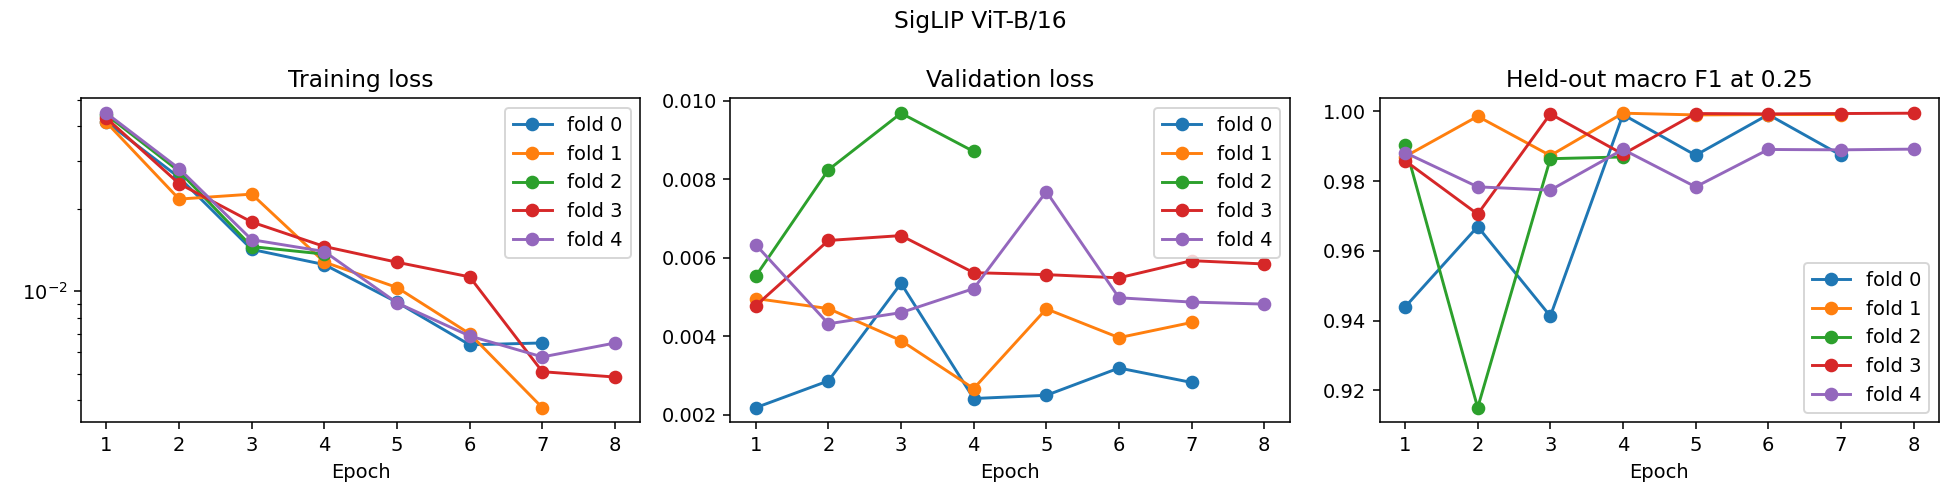 SigLIP ViT-B/16
Training loss
10⁻²
1 2 3 4 5 6 7 8
Epoch
fold 0
fold 1
fold 2
fold 3
fold 4
Validation loss
0.010
0.008
0.006
0.004
0.002
1 2 3 4 5 6 7 8
Epoch
fold 0
fold 1
fold 2
fold 3
fold 4
Held-out macro F1 at 0.25
1.00
0.98
0.96
0.94
0.92
1 2 3 4 5 6 7 8
Epoch
fold 0
fold 1
fold 2
fold 3
fold 4